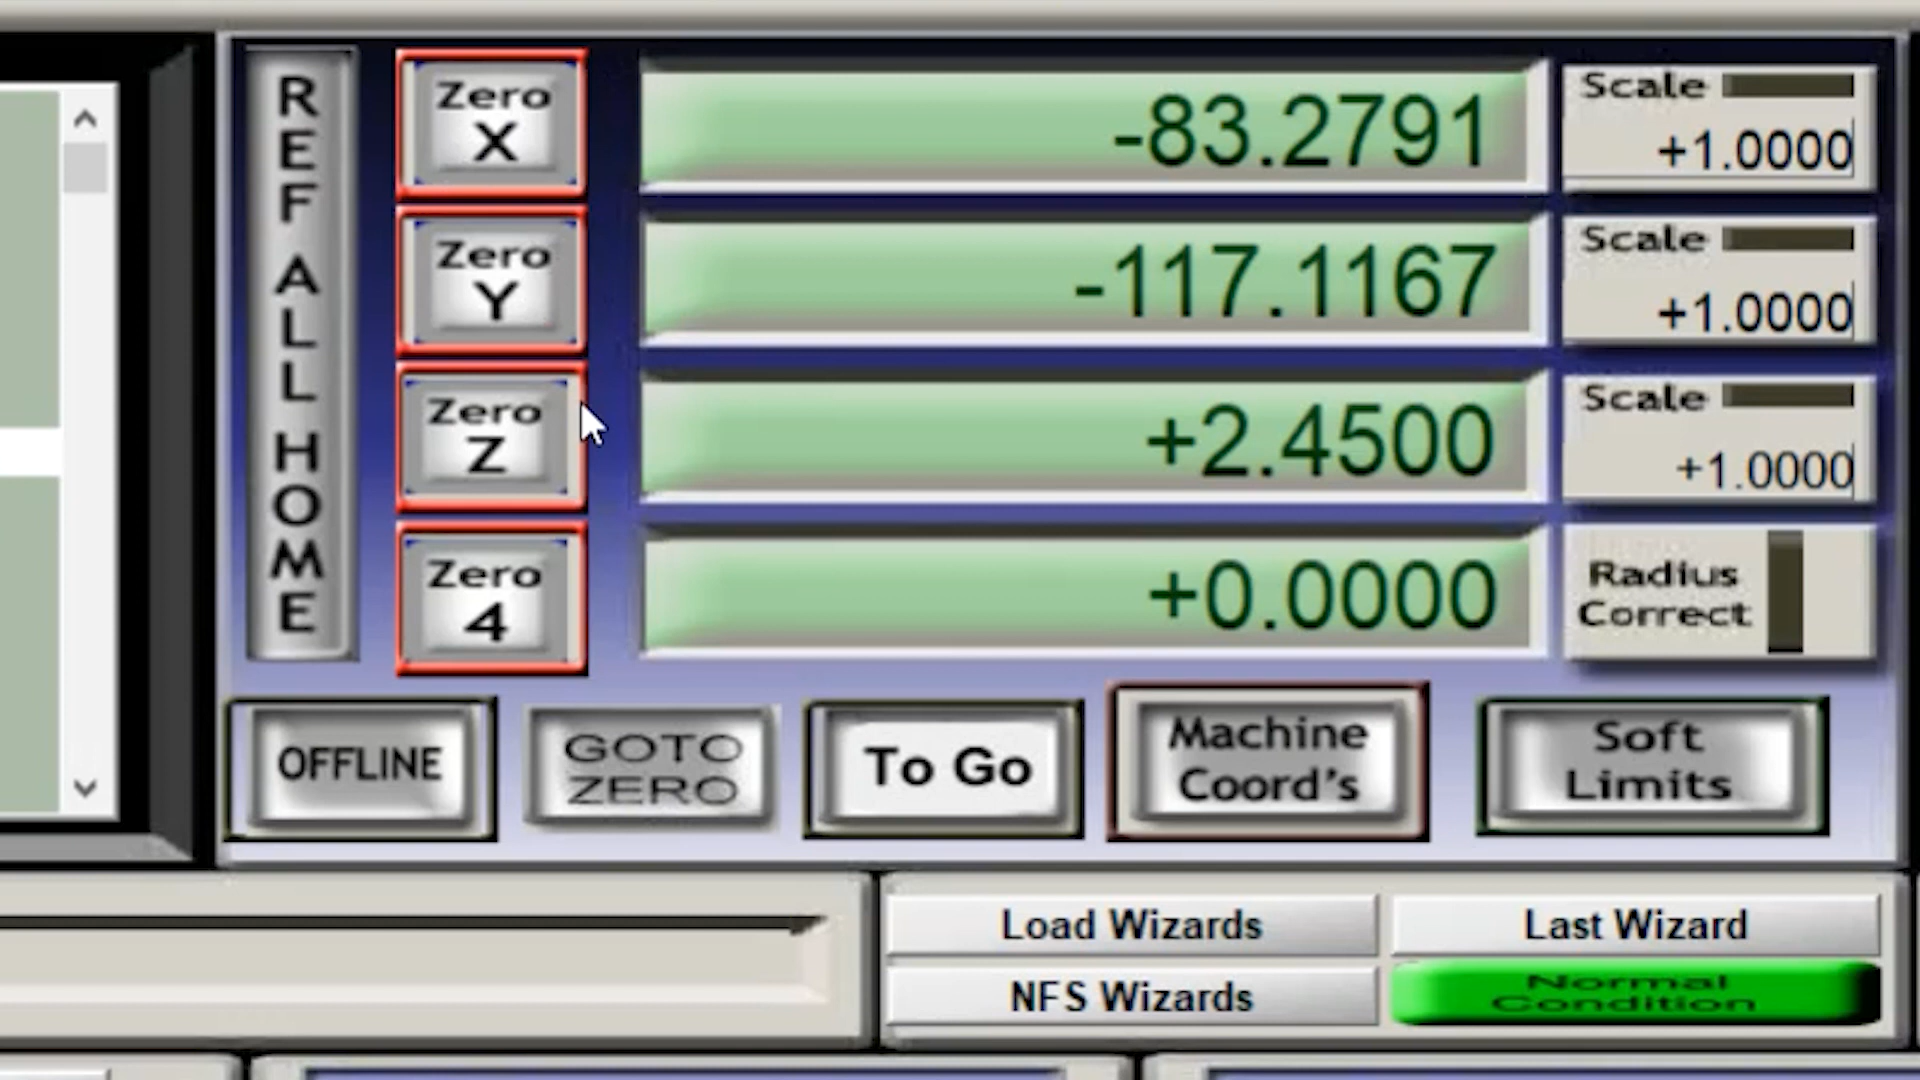 REF ALL HOME
Zero
X
-83.2791
Scale
+1.0000
Zero
Y
-117.1167
Scale
+1.0000
Zero
Z
+2.4500
Scale
+1.0000
Zero
4
+0.0000
Radius
Correct
OFFLINE
GOTO
ZERO
To Go
Machine
Coord's
Soft
Limits
Load Wizards
Last Wizard
NFS Wizards
Normal
Condition